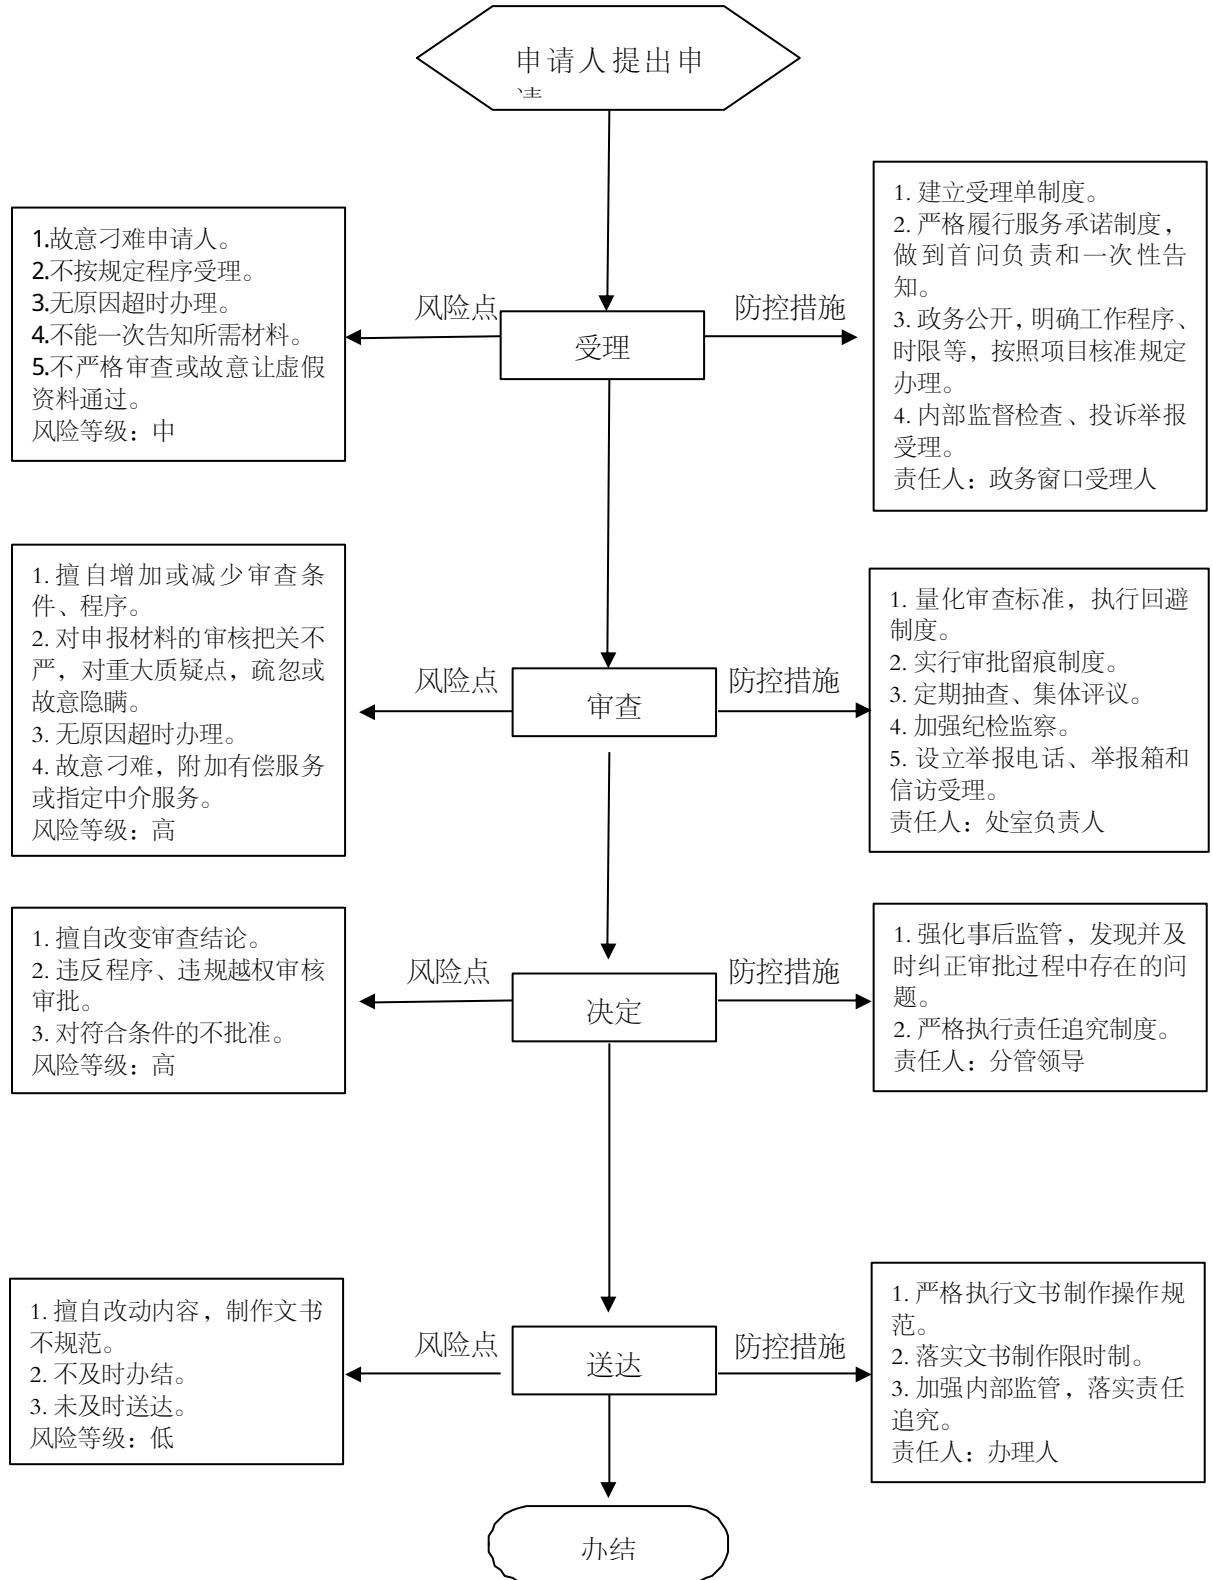 申请人提出申
请
1.故意刁难申请人。
2.不按规定程序受理。
3.无原因超时办理。
4.不能一次告知所需材料。
5.不严格审查或故意让虚假
资料通过。
风险等级：中
风险点
受理
防控措施
1. 建立受理单制度。
2. 严格履行服务承诺制度，
做到首问负责和一次性告
知。
3. 政务公开，明确工作程序、
时限等，按照项目核准规定
办理。
4. 内部监督检查、投诉举报
受理。
责任人：政务窗口受理人
1. 擅自增加或减少审查条
件、程序。
2. 对申报材料的审核把关不
严，对重大质疑点，疏忽或
故意隐瞒。
3. 无原因超时办理。
4. 故意刁难，附加有偿服务
或指定中介服务。
风险等级：高
风险点
审查
防控措施
1. 量化审查标准，执行回避
制度。
2. 实行审批留痕制度。
3. 定期抽查、集体评议。
4. 加强纪检监察。
5. 设立举报电话、举报箱和
信访受理。
责任人：处室负责人
1. 擅自改变审查结论。
2. 违反程序、违规越权审核
审批。
3. 对符合条件的不批准。
风险等级：高
风险点
决定
防控措施
1. 强化事后监管，发现并及
时纠正审批过程中存在的问
题。
2. 严格执行责任追究制度。
责任人：分管领导
1. 擅自改动内容，制作文书
不规范。
2. 不及时办结。
3. 未及时送达。
风险等级：低
风险点
送达
防控措施
1. 严格执行文书制作操作规
范。
2. 落实文书制作限时制。
3. 加强内部监管，落实责任
追究。
责任人：办理人
办结